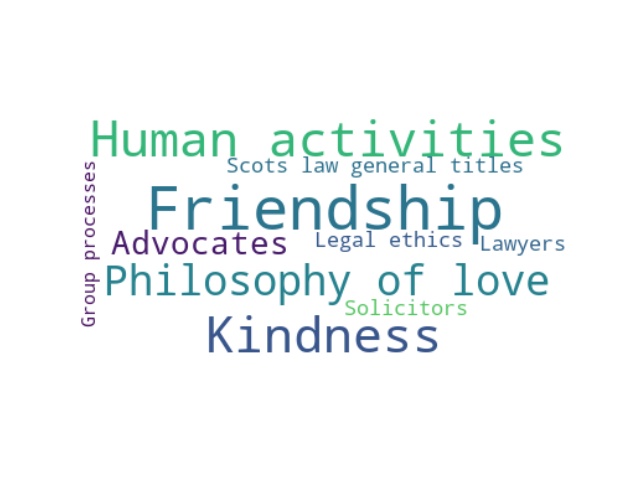 Human activities
Scots law general titles
Group processes
Friendship
Advocates
Legal ethics
Lawyers
Philosophy of love
Solicitors
Kindness